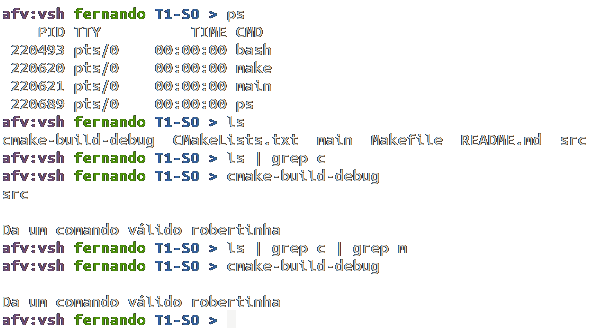 afv:vsh fernando T1-SO > ps
    PID TTY          TIME CMD
 220493 pts/0    00:00:00 bash
 220620 pts/0    00:00:00 make
 220621 pts/0    00:00:00 main
 220689 pts/0    00:00:00 ps
afv:vsh fernando T1-SO > ls
cmake-build-debug  CMakeLists.txt  main  Makefile  README.md  src
afv:vsh fernando T1-SO > ls | grep c
afv:vsh fernando T1-SO > cmake-build-debug
src

Da um comando válido robertinha
afv:vsh fernando T1-SO > ls | grep c | grep m
afv:vsh fernando T1-SO > cmake-build-debug

Da um comando válido robertinha
afv:vsh fernando T1-SO >